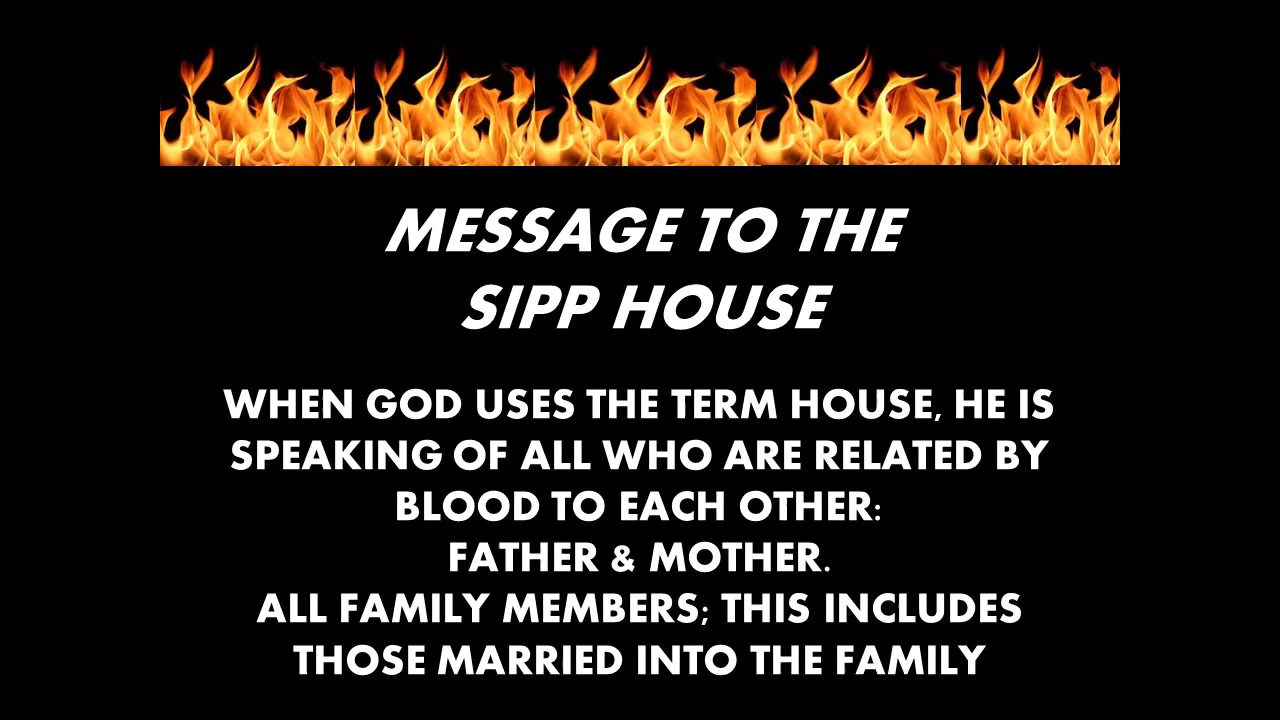 MESSAGE TO THE
SIPP HOUSE
WHEN GOD USES THE TERM HOUSE, HE IS
SPEAKING OF ALL WHO ARE RELATED BY
BLOOD TO EACH OTHER:
FATHER & MOTHER.
ALL FAMILY MEMBERS; THIS INCLUDES
THOSE MARRIED INTO THE FAMILY